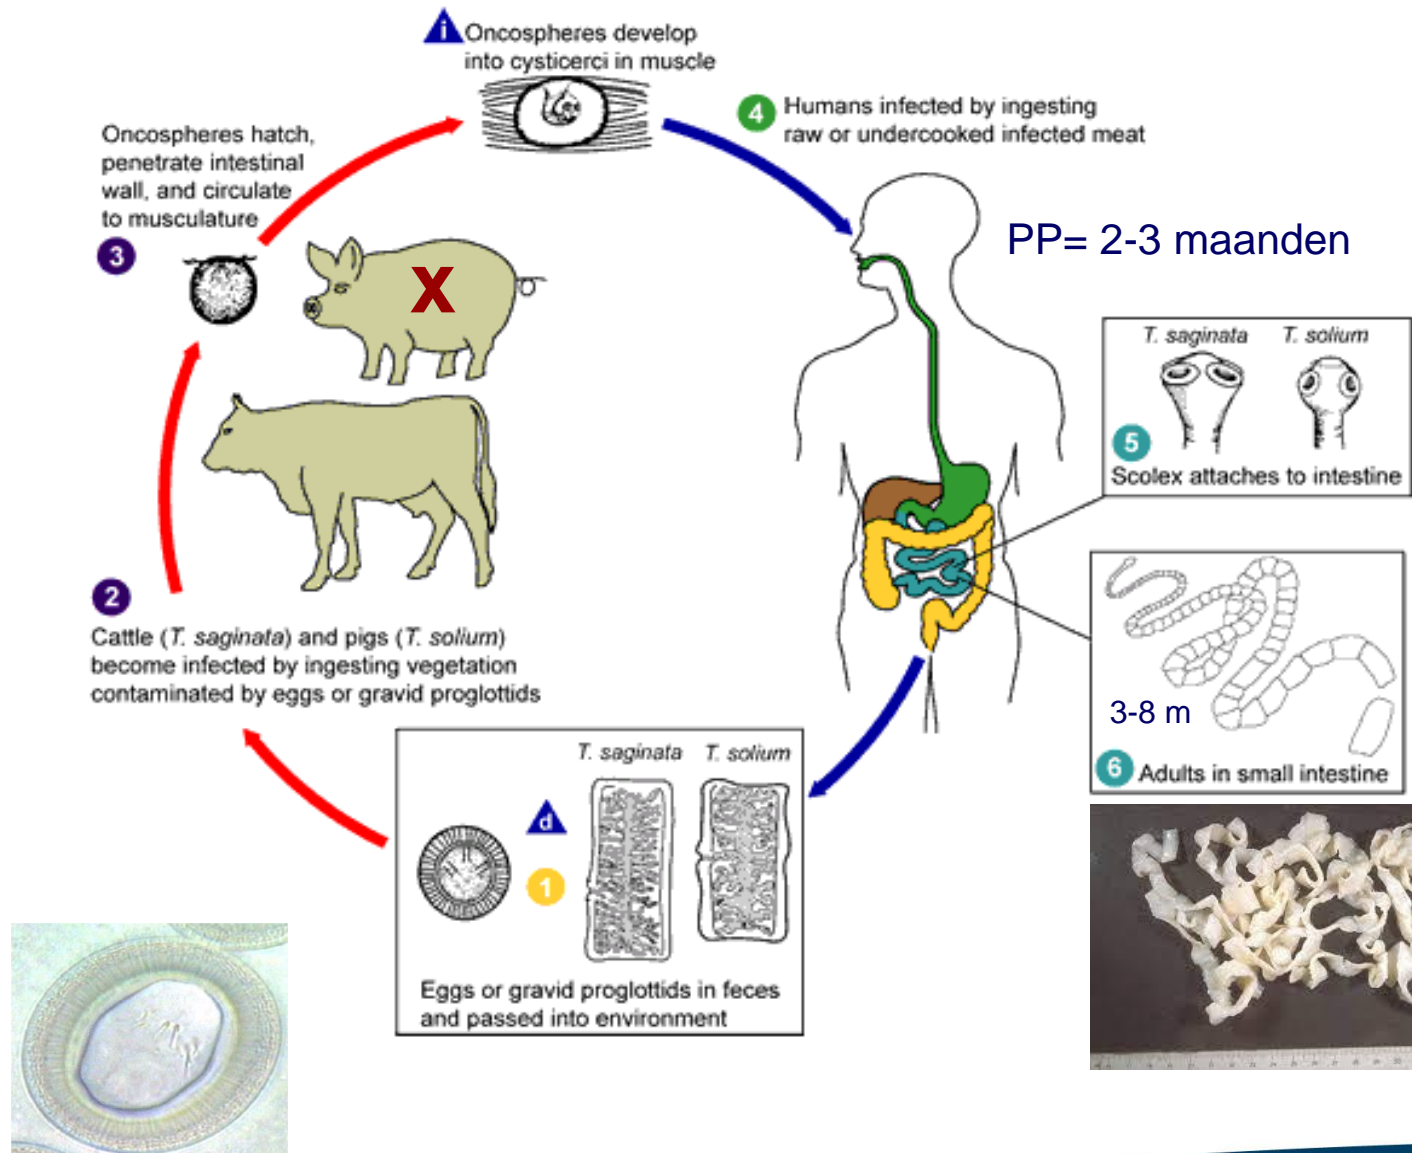 i
Oncospheres develop
into cysticerci in muscle
4
Humans infected by ingesting
raw or undercooked infected meat
Oncospheres hatch,
penetrate intestinal
wall, and circulate
to musculature
3
X
PP= 2-3 maanden
T. saginata T. solium
5
Scolex attaches to intestine
2
Cattle (T. saginata) and pigs (T. solium)
become infected by ingesting vegetation
contaminated by eggs or gravid proglottids
3-8 m
6 Adults in small intestine
T. saginata T. solium
d
1
Eggs or gravid proglottids in feces
and passed into environment